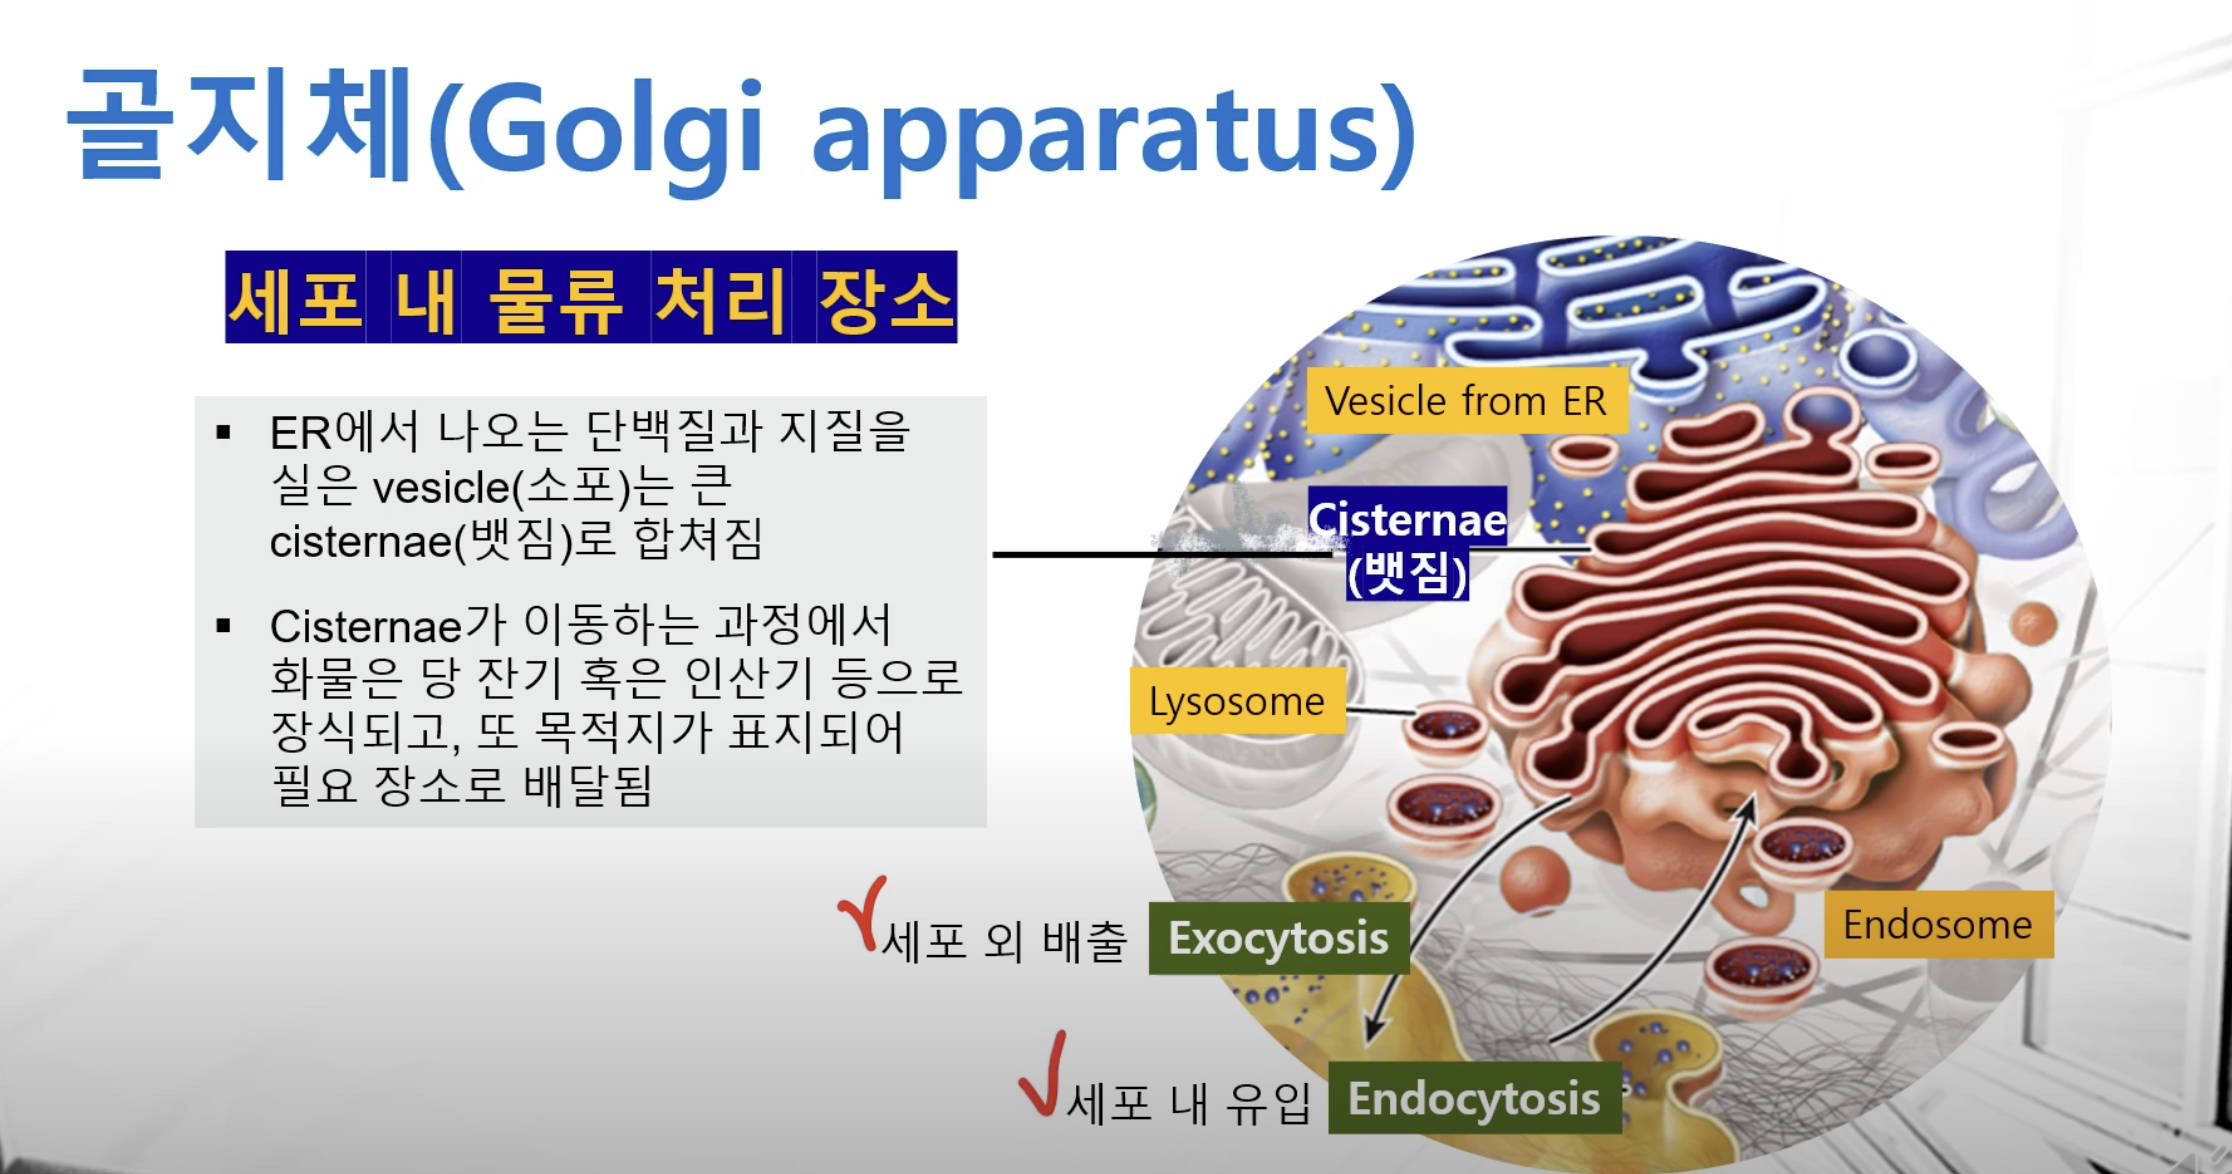 골지체(Golgi apparatus)
세포 내 물류 처리 장소
▪ ER에서 나오는 단백질과 지질을
실은 vesicle(소포)는 큰
cisternae(뱃짐)로 합쳐짐
▪ Cisternae가 이동하는 과정에서
화물은 당 잔기 혹은 인산기 등으로
장식되고, 또 목적지가 표지되어
필요 장소로 배달됨
Vesicle from ER
Cisternae
(뱃짐)
Lysosome
Endosome
세포 외 배출 Exocytosis
세포 내 유입 Endocytosis